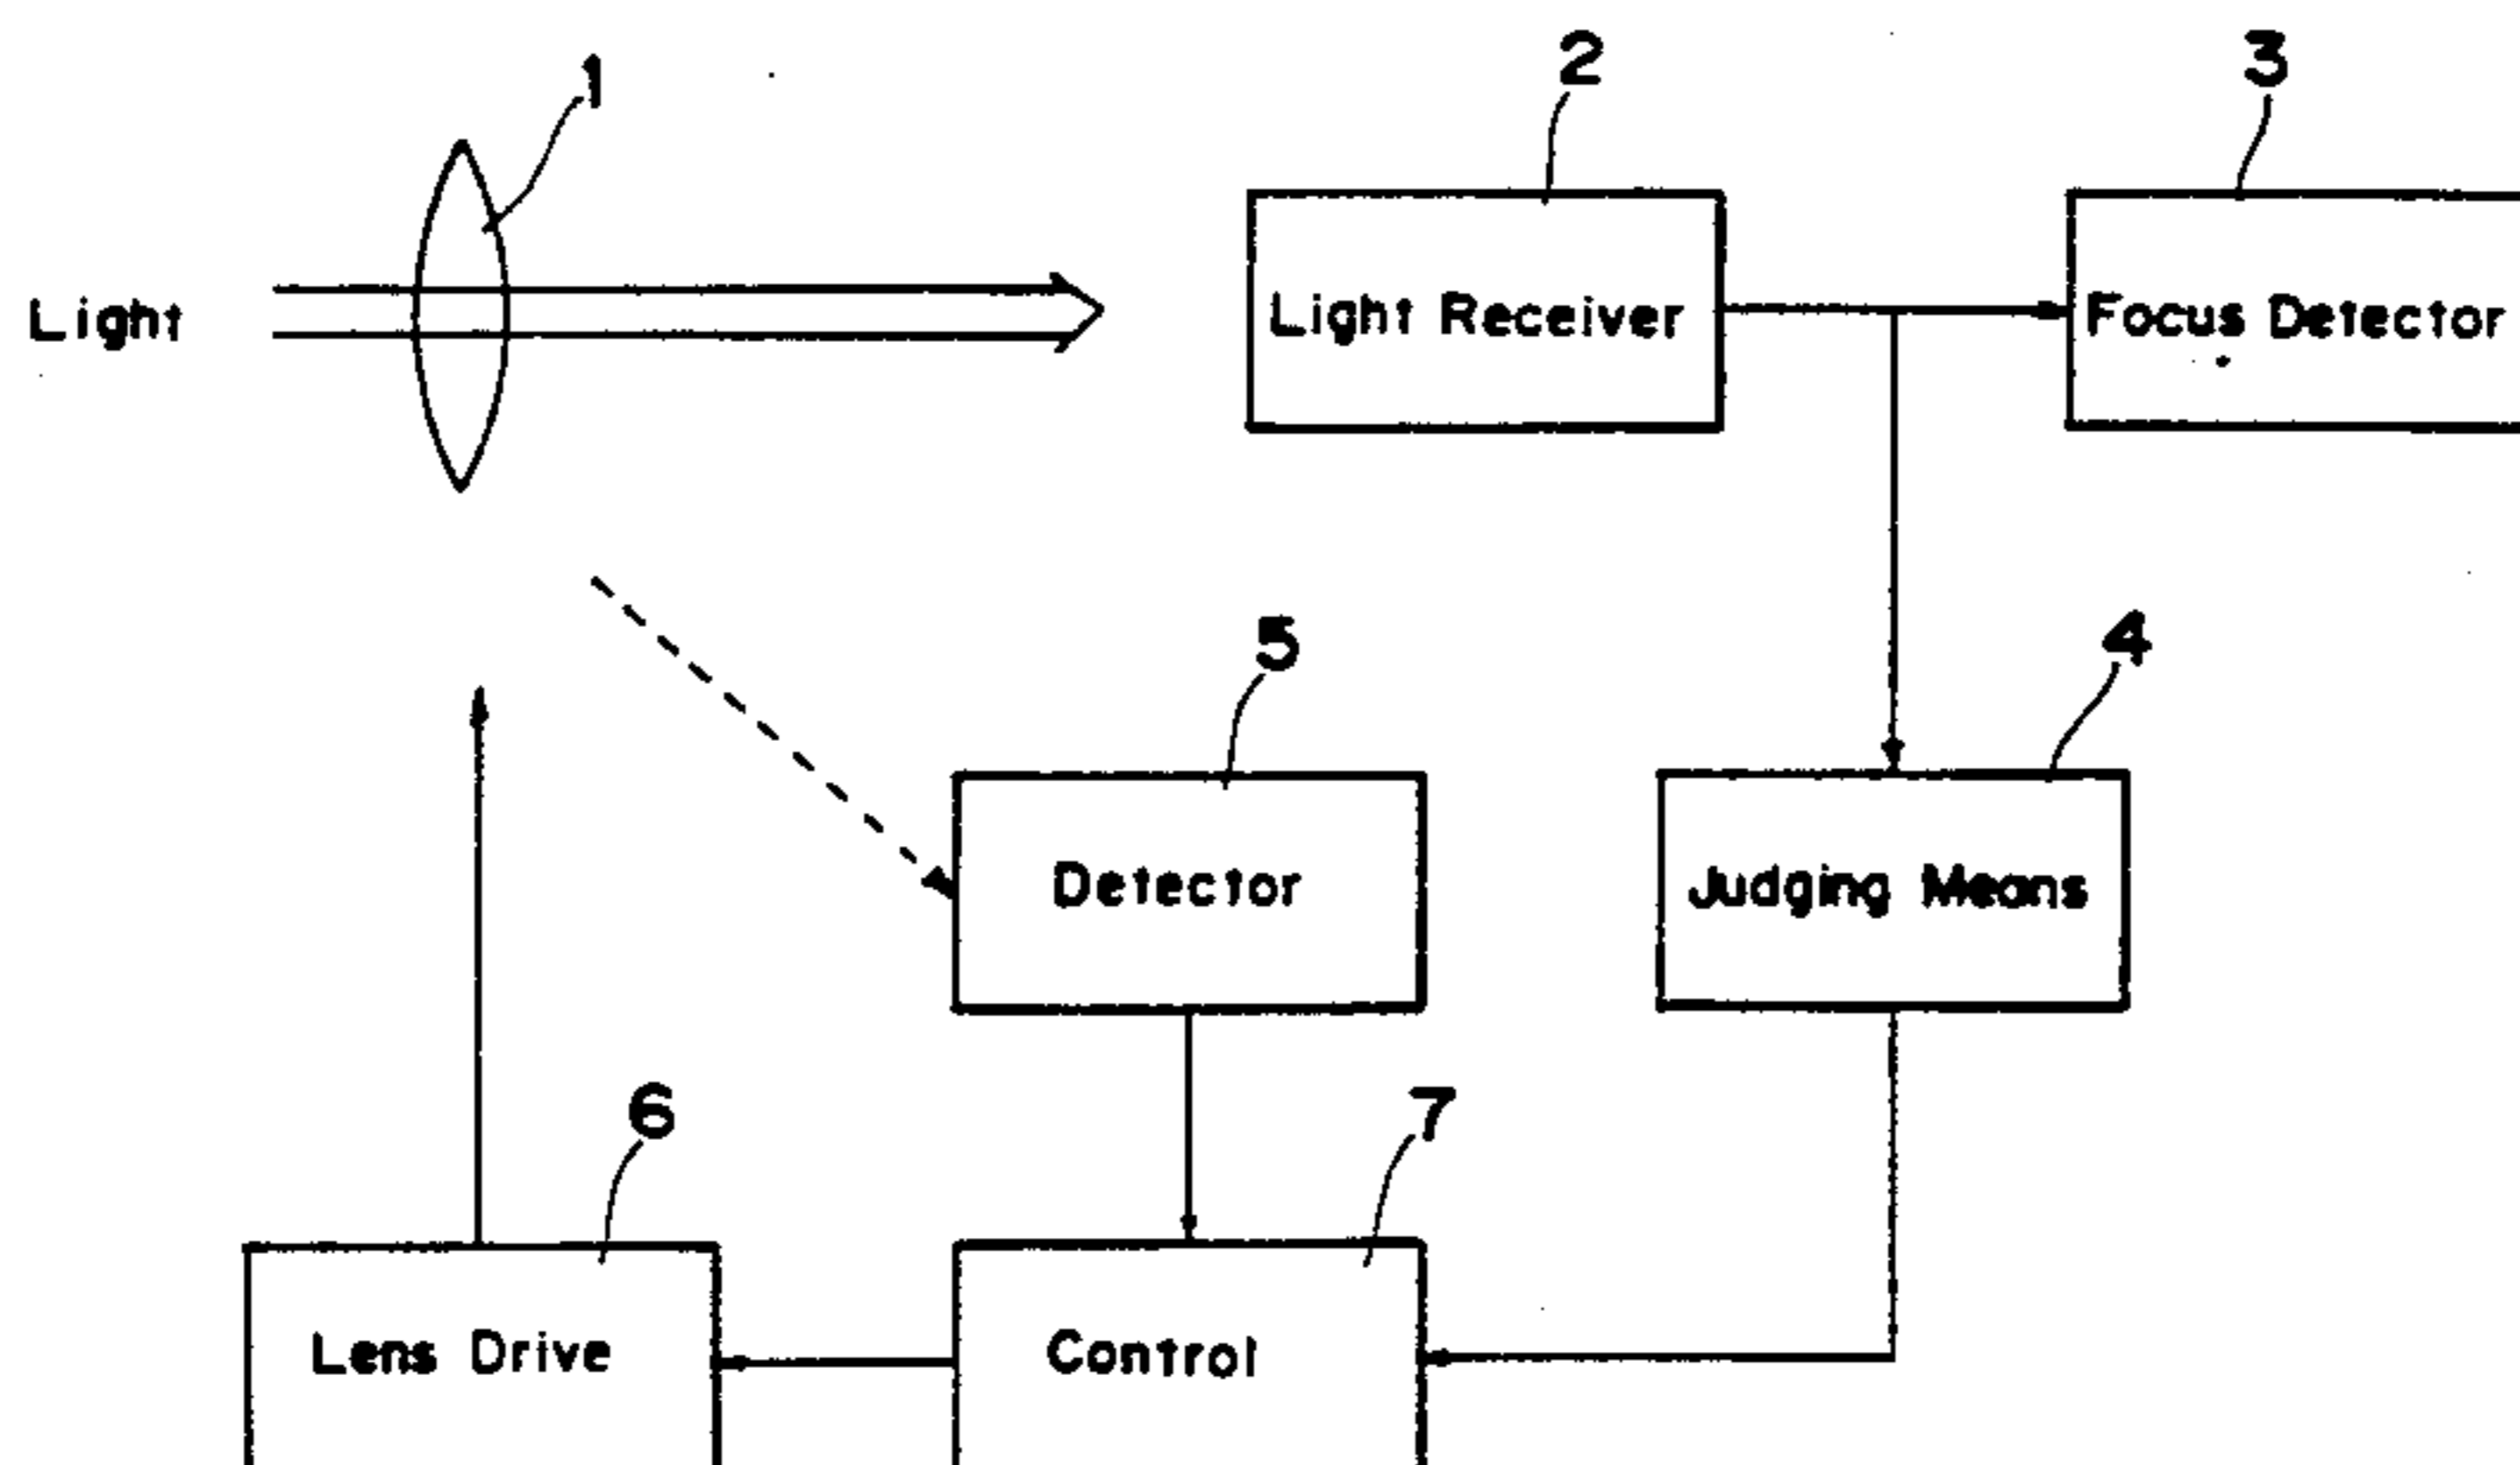 1
2
3
Light
Light Receiver
Focus Detector
5
4
Detector
Judging Means
6
7
Lens Drive
Control